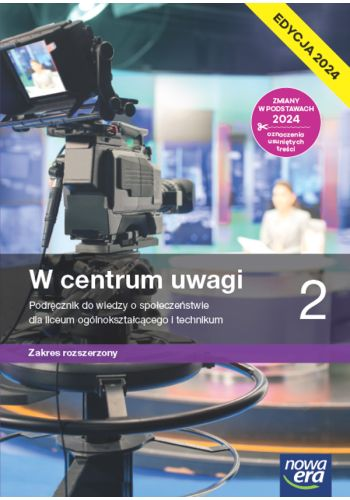 EDYCJA 2024
ZMIANY
W PODSTAWACH
2024
oznaczenia
usuniętych
treści
W centrum uwagi
2
Podręcznik do wiedzy o społeczeństwie
dla liceum ogólnokształcącego i technikum
Zakres rozszerzony
nowa
era